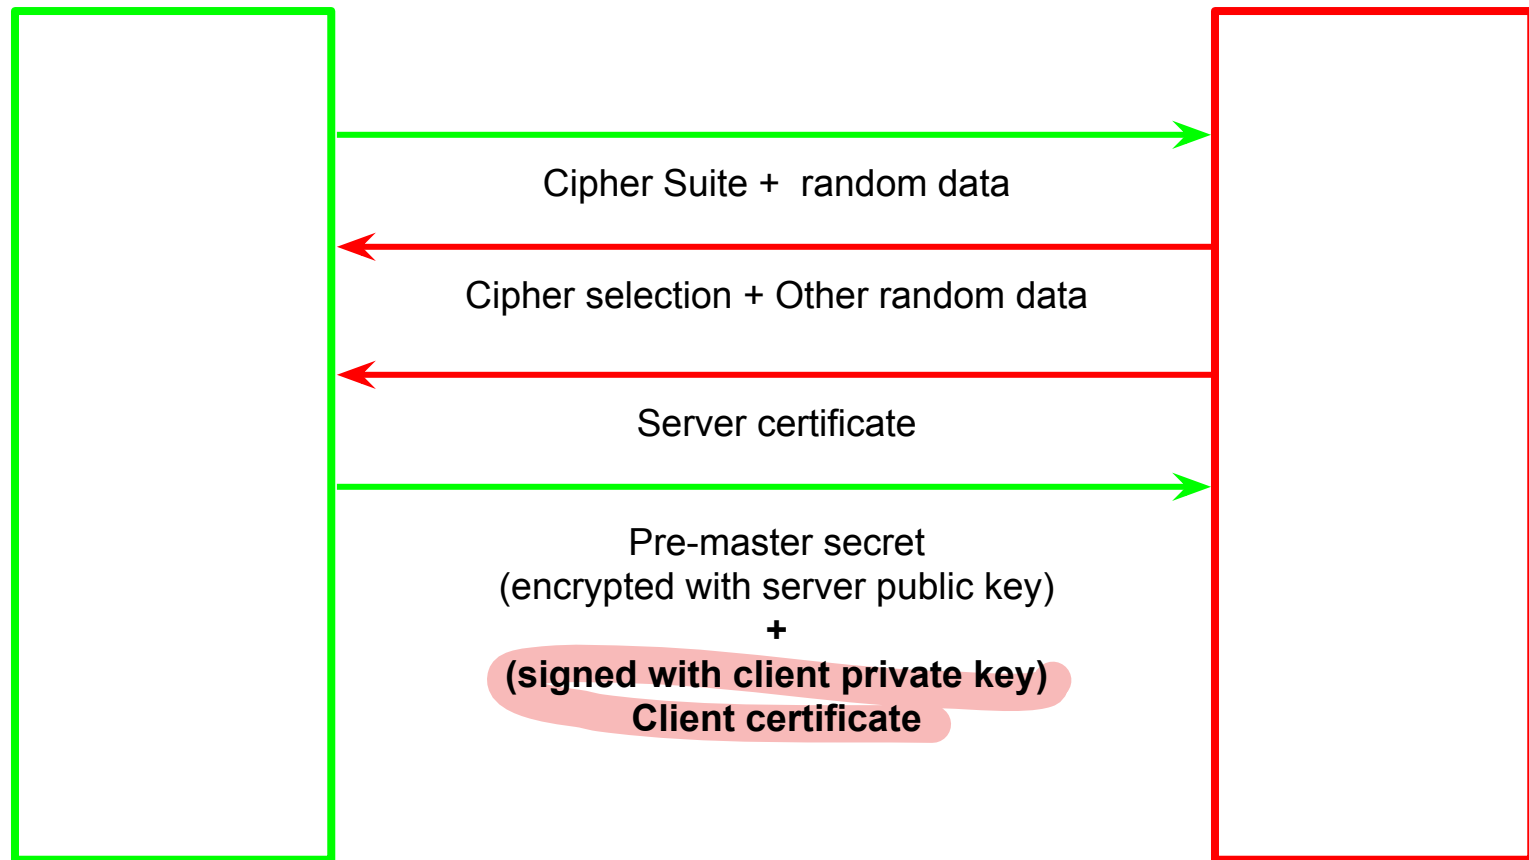 Cipher Suite +  random data
Cipher selection + Other random data
Server certificate
Pre-master secret
(encrypted with server public key)
+
(signed with client private key)
Client certificate